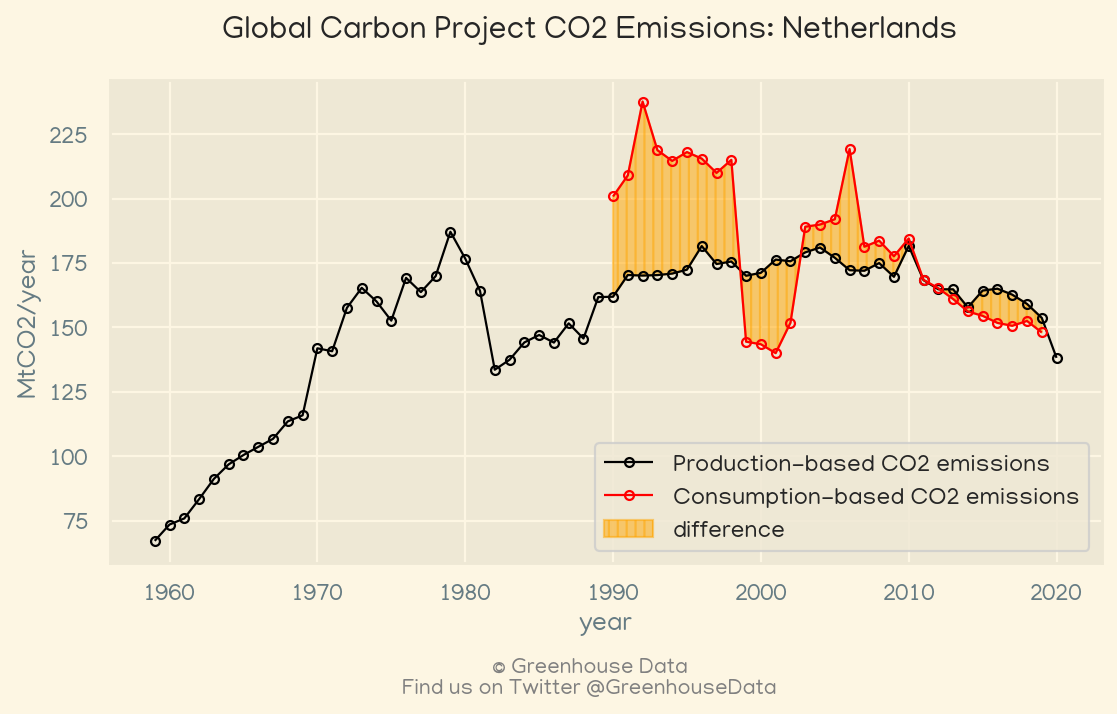 Global Carbon Project CO2 Emissions: Netherlands
MtCO2/year
225
200
175
150
125
100
75
Production-based CO2 emissions
Consumption-based CO2 emissions
difference
1960 1970 1980 1990 2000 2010 2020
year
© Greenhouse Data
Find us on Twitter @GreenhouseData